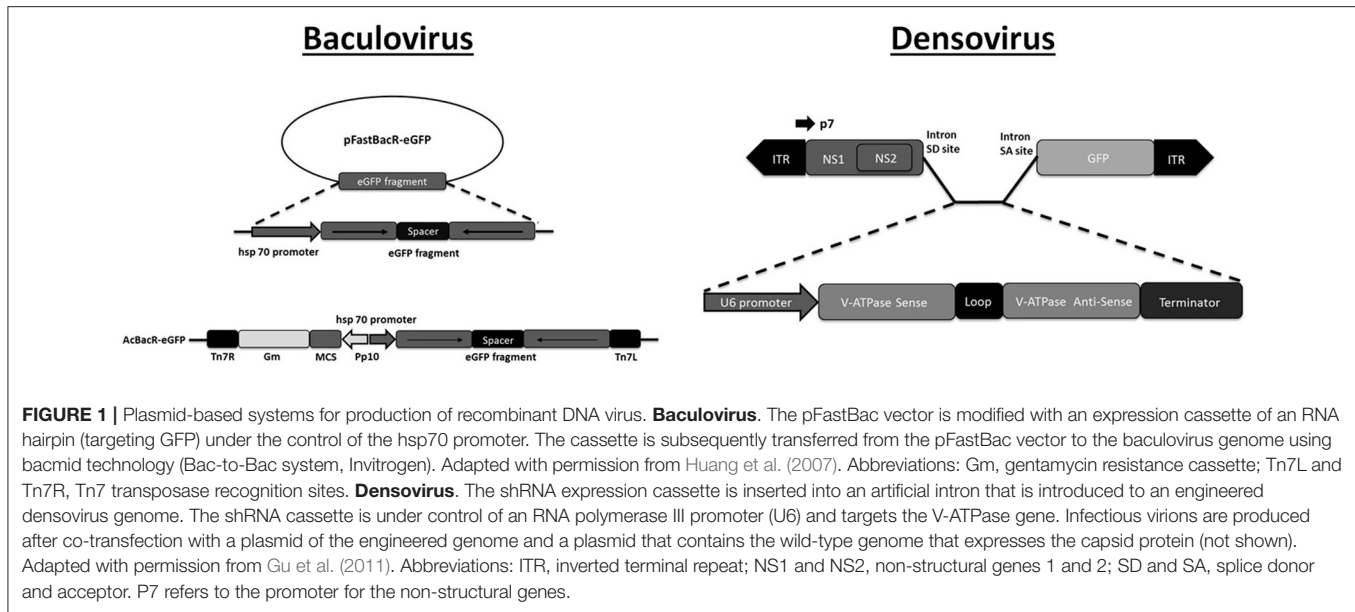 Baculovirus
pFastBacR-eGFP
eGFP fragment
Spacer
hsp 70 promoter
eGFP fragment
hsp 70 promoter
AcBacR-eGFP
Spacer
Tn7R Gm MCS Pp10 eGFP fragment Tn7L
Densovirus
p7
Intron
SD site
Intron
SA site
ITR NS1 NS2 GFP ITR
U6 promoter V-ATPase Sense Loop V-ATPase Anti-Sense Terminator
FIGURE 1 | Plasmid-based systems for production of recombinant DNA virus. Baculovirus. The pFastBac vector is modified with an expression cassette of an RNA
hairpin (targeting GFP) under the control of the hsp70 promoter. The cassette is subsequently transferred from the pFastBac vector to the baculovirus genome using
bacmid technology (Bac-to-Bac system, Invitrogen). Adapted with permission from Huang et al. (2007). Abbreviations: Gm, gentamycin resistance cassette; Tn7L and
Tn7R, Tn7 transposase recognition sites. Densovirus. The shRNA expression cassette is inserted into an artificial intron that is introduced to an engineered
densovirus genome. The shRNA cassette is under control of an RNA polymerase III promoter (U6) and targets the V-ATPase gene. Infectious virions are produced
after co-transfection with a plasmid of the engineered genome and a plasmid that contains the wild-type genome that expresses the capsid protein (not shown).
Adapted with permission from Gu et al. (2011). Abbreviations: ITR, inverted terminal repeat; NS1 and NS2, non-structural genes 1 and 2; SD and SA, splice donor
and acceptor. P7 refers to the promoter for the non-structural genes.